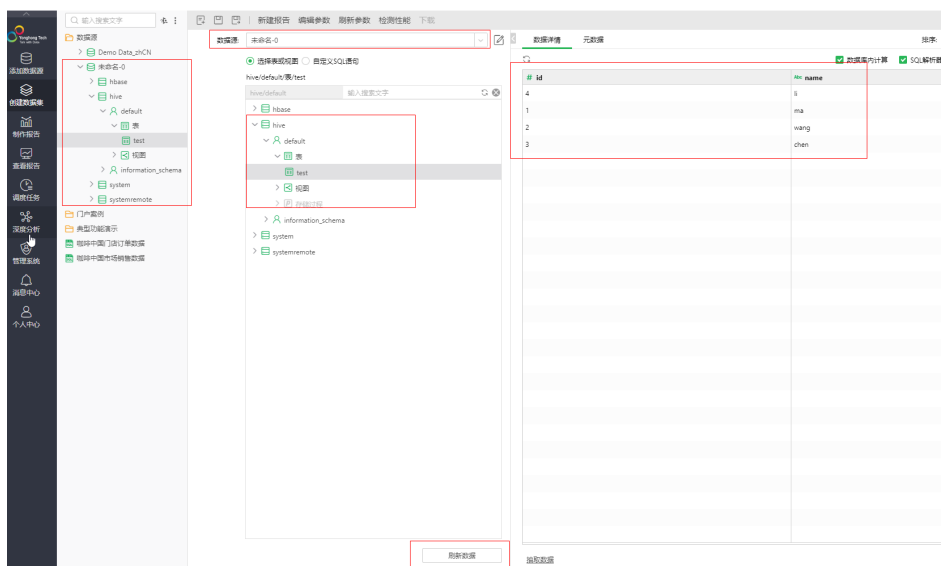 Yonghong Tech
Talk with Data
添加数据源
创建数据集
制作报告
查看报告
调度任务
深度分析
管理系统
消息中心
个人中心
输入搜索文字
数据源
Demo Data_zhCN
未命名-0
hbase
hive
default
表
test
视图
information_schema
system
systemremote
门户案例
典型功能演示
咖啡中国门店订单数据
咖啡中国市场销售数据
新建报告 编辑参数 刷新参数 检测性能 下载
数据源: 未命名-0
选择表或视图 自定义SQL语句
hive/default/表/test
hive/default 输入搜索文字
hbase
hive
default
表
test
视图
存储过程
information_schema
system
systemremote
刷新数据
数据详情 元数据 排序:
数据库内计算 SQL解析器
# id Abc name
4 li
1 ma
2 wang
3 chen
抽取数据